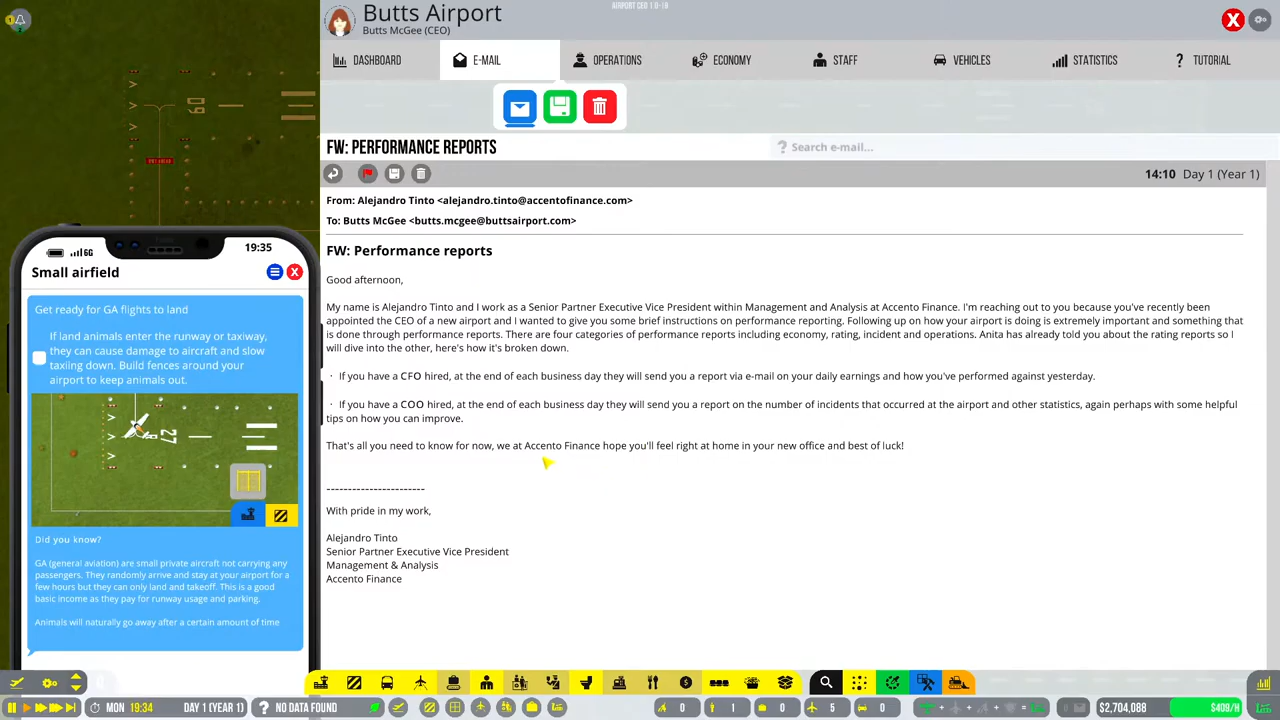 AIRPORT CEO 1.0-18
Butts Airport
Butts McGee (CEO)
DASHBOARD
E-MAIL
OPERATIONS
ECONOMY
STAFF
VEHICLES
STATISTICS
? TUTORIAL
FW: PERFORMANCE REPORTS
? Search e-mail...
14:10 Day 1 (Year 1)
From: Alejandro Tinto <alejandro.tinto@accentofinance.com>
To: Butts McGee <butts.mcgee@buttsairport.com>
FW: Performance reports
Good afternoon,
My name is Alejandro Tinto and I work as a Senior Partner Executive Vice President within Management and Analysis at Accento Finance. I'm reaching out to you because you've recently been
appointed the CEO of a new airport and I wanted to give you some brief instructions on performance reporting. Following up on how your airport is doing is extremely important and something that
is done through performance reports. There are four categories of performance reports including economy, rating, incident and operations. Anita has already told you about the rating reports so I
will dive into the other, here's how it's broken down.
· If you have a CFO hired, at the end of each business day they will send you a report via e-mail on your daily earnings and how you've performed against yesterday.
· If you have a COO hired, at the end of each business day they will send you a report on the number of incidents that occurred at the airport and other statistics, again perhaps with some helpful
tips on how you can improve.
That's all you need to know for now, we at Accento Finance hope you'll feel right at home in your new office and best of luck!
-----------------------
With pride in my work,
Alejandro Tinto
Senior Partner Executive Vice President
Management & Analysis
Accento Finance
6G
19:35
Small airfield
Get ready for GA flights to land
If land animals enter the runway or taxiway,
they can cause damage to aircraft and slow
taxiing down. Build fences around your
airport to keep animals out.
27
Did you know?
GA (general aviation) are small private aircraft not carrying any
passengers. They randomly arrive and stay at your airport for a
few hours but they can only land and takeoff. This is a good
basic income as they pay for runway usage and parking.
Animals will naturally go away after a certain amount of time
MON 19:34
DAY 1 (YEAR 1)
? NO DATA FOUND
0
1
0
5
0
0
$2,704,088
$409/H